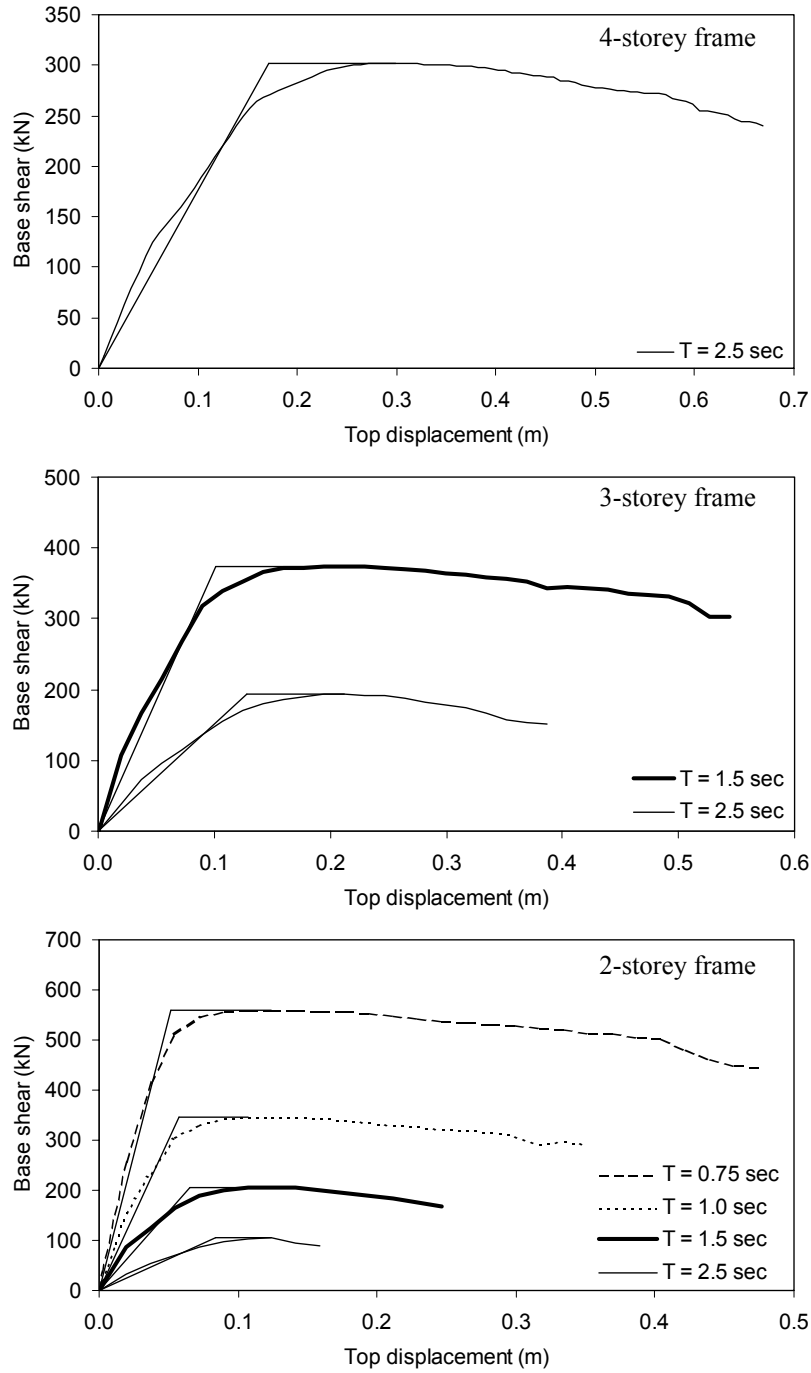 4-storey frame
350
300
250
200
150
100
50
0
Base shear (kN)
T = 2.5 sec
0.0 0.1 0.2 0.3 0.4 0.5 0.6 0.7
Top displacement (m)
3-storey frame
500
400
300
200
100
0
Base shear (kN)
T = 1.5 sec
T = 2.5 sec
0.0 0.1 0.2 0.3 0.4 0.5 0.6
Top displacement (m)
2-storey frame
700
600
500
400
300
200
100
0
Base shear (kN)
T = 0.75 sec
T = 1.0 sec
T = 1.5 sec
T = 2.5 sec
0.0 0.1 0.2 0.3 0.4 0.5
Top displacement (m)